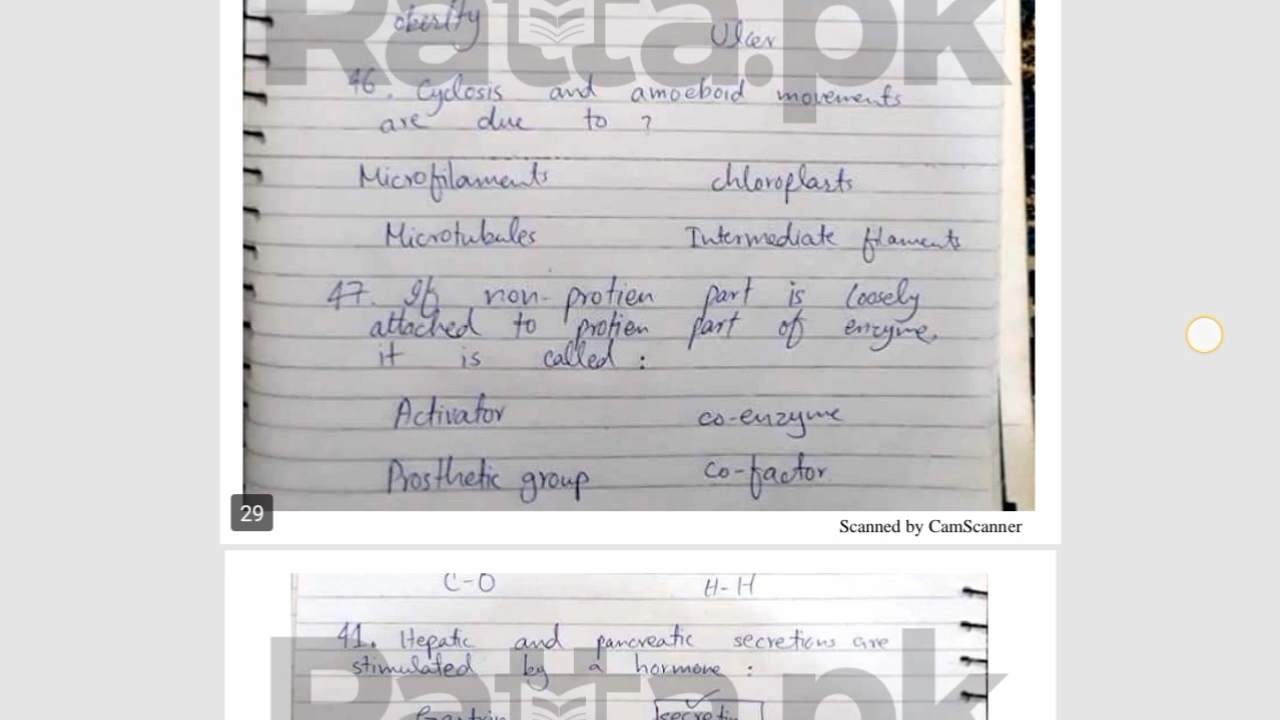 Ratta.pk
obesity
Ulcer
46. Cyclosis and amoeboid movements
are due to ?
Microfilaments
chloroplasts
Microtubules
Intermediate filaments
47. If non-protien part is loosely
attached to protien part of enzyme,
it is called :
Activator
co-enzyme
Prosthetic group
co-factor
29
Scanned by CamScanner
C-O
H-H
41. Hepatic and pancreatic secretions are
stimulated by a hormone :
Ratta.pk
Gastrin
secretin